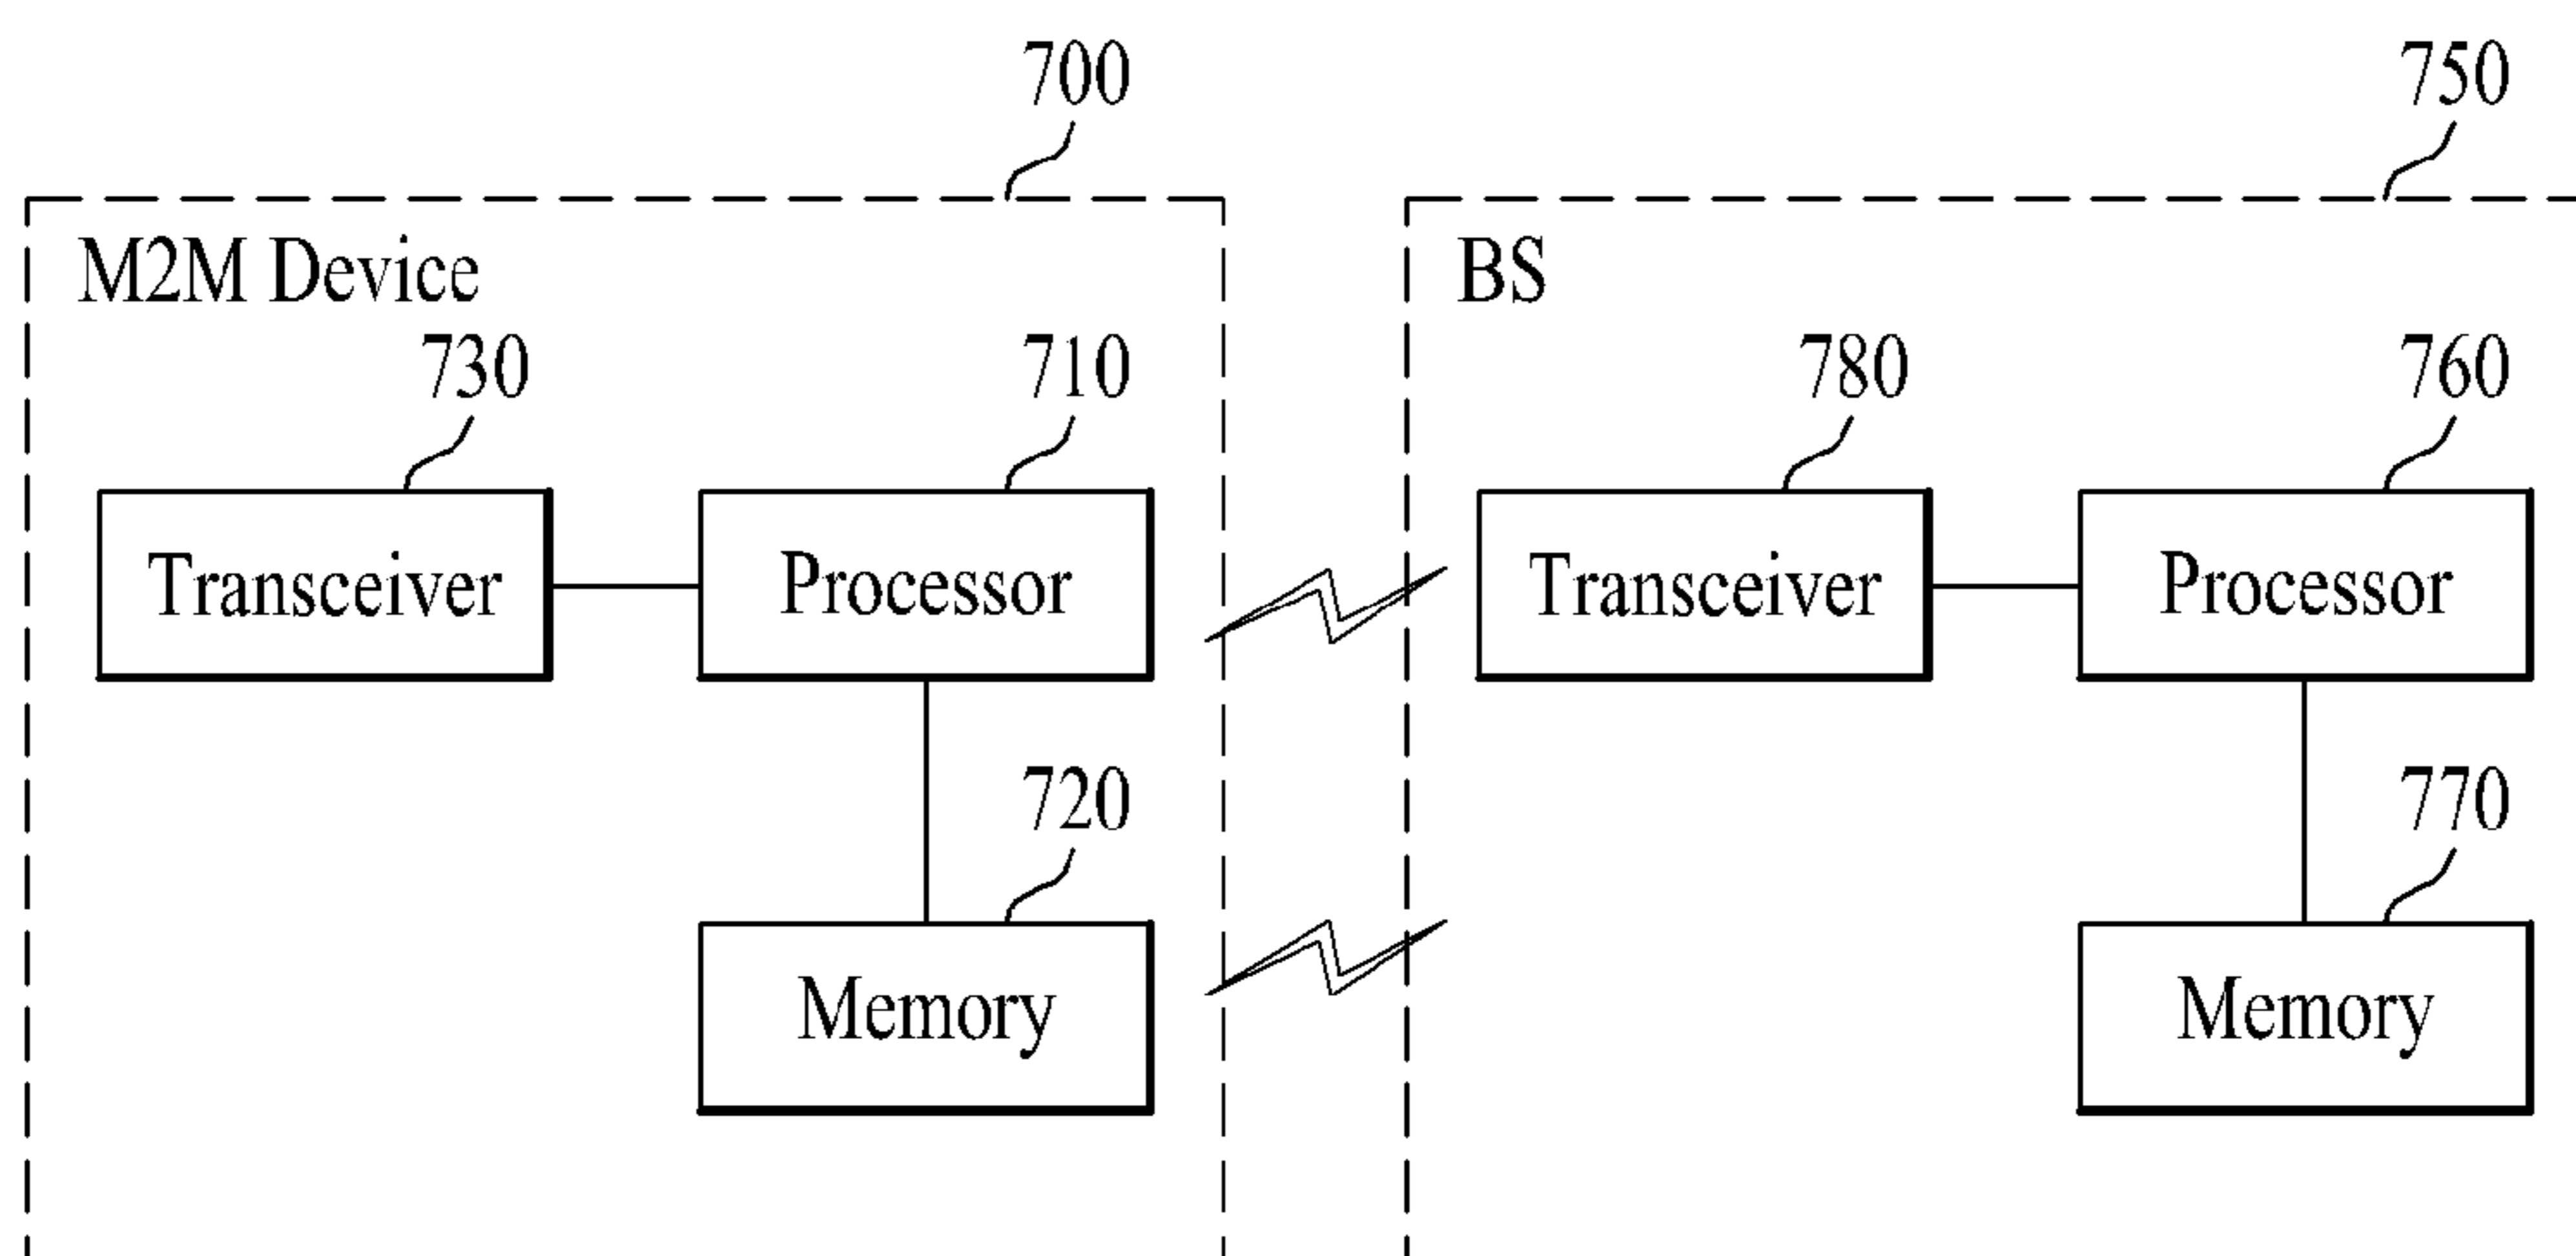 700 750
M2M Device BS
730 710 780 760
Transceiver Processor Transceiver Processor
720 770
Memory Memory